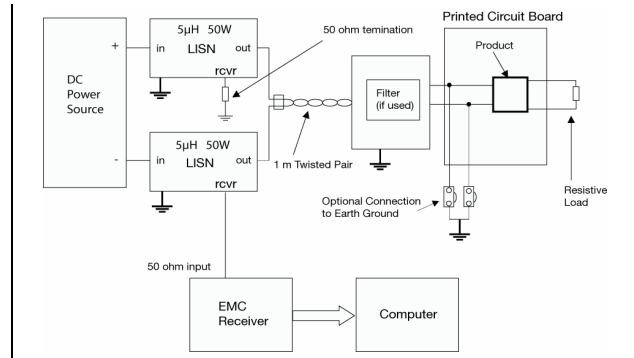 Printed Circuit Board
5µH 50W
50 ohm temination
+
in
LISN
out
rcvr
Product
DC
Power
Source
Filter
(if used)
5µH 50W
-
in
LISN
out
rcvr
1 m Twisted Pair
Optional Connection
to Earth Ground
Resistive
Load
50 ohm input
EMC
Receiver
Computer